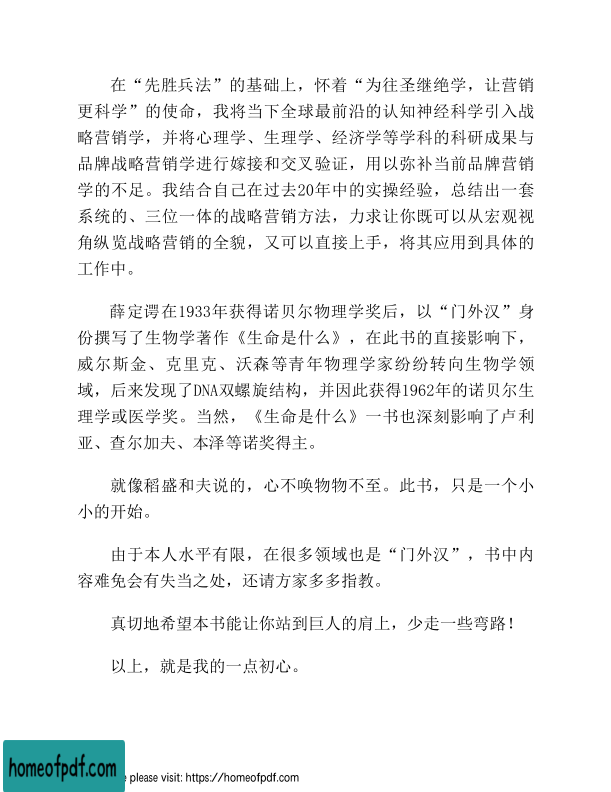 在“先胜兵法”的基础上，怀着“为往圣继绝学，让营销
更科学”的使命，我将当下全球最前沿的认知神经科学引入战
略营销学，并将心理学、生理学、经济学等学科的科研成果与
品牌战略营销学进行嫁接和交叉验证，用以弥补当前品牌营销
学的不足。我结合自己在过去20年中的实操经验，总结出一套
系统的、三位一体的战略营销方法，力求让你既可以从宏观视
角纵览战略营销的全貌，又可以直接上手，将其应用到具体的
工作中。
薛定谔在1933年获得诺贝尔物理学奖后，以“门外汉”身
份撰写了生物学著作《生命是什么》，在此书的直接影响下，
威尔斯金、克里克、沃森等青年物理学家纷纷转向生物学领
域，后来发现了DNA双螺旋结构，并因此获得1962年的诺贝尔生
理学或医学奖。当然，《生命是什么》一书也深刻影响了卢利
亚、查尔加夫、本泽等诺奖得主。
就像稻盛和夫说的，心不唤物物不至。此书，只是一个小
小的开始。
由于本人水平有限，在很多领域也是“门外汉”，书中内
容难免会有失当之处，还请方家多多指教。
真切地希望本书能让你站到巨人的肩上，少走一些弯路！
以上，就是我的一点初心。
homeofpdf.com
e please visit: https://homeofpdf.com